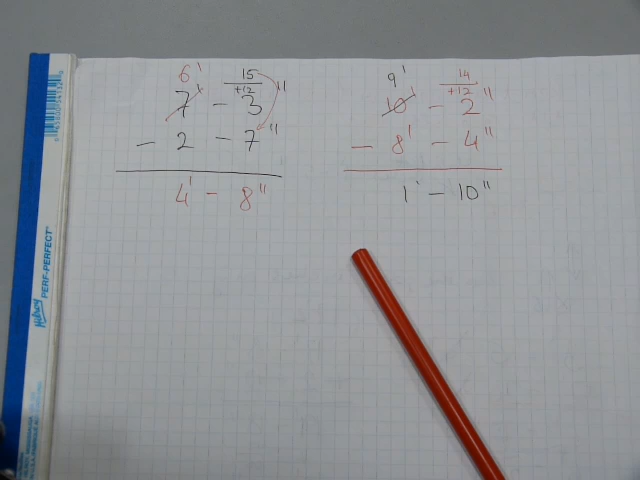 6' 15
+12
7' - 3"
- 2 - 7"
4' - 8"
9' 14
+12
10' - 2"
- 8' - 4"
1' - 10"
Hilroy PERF-PERFECT